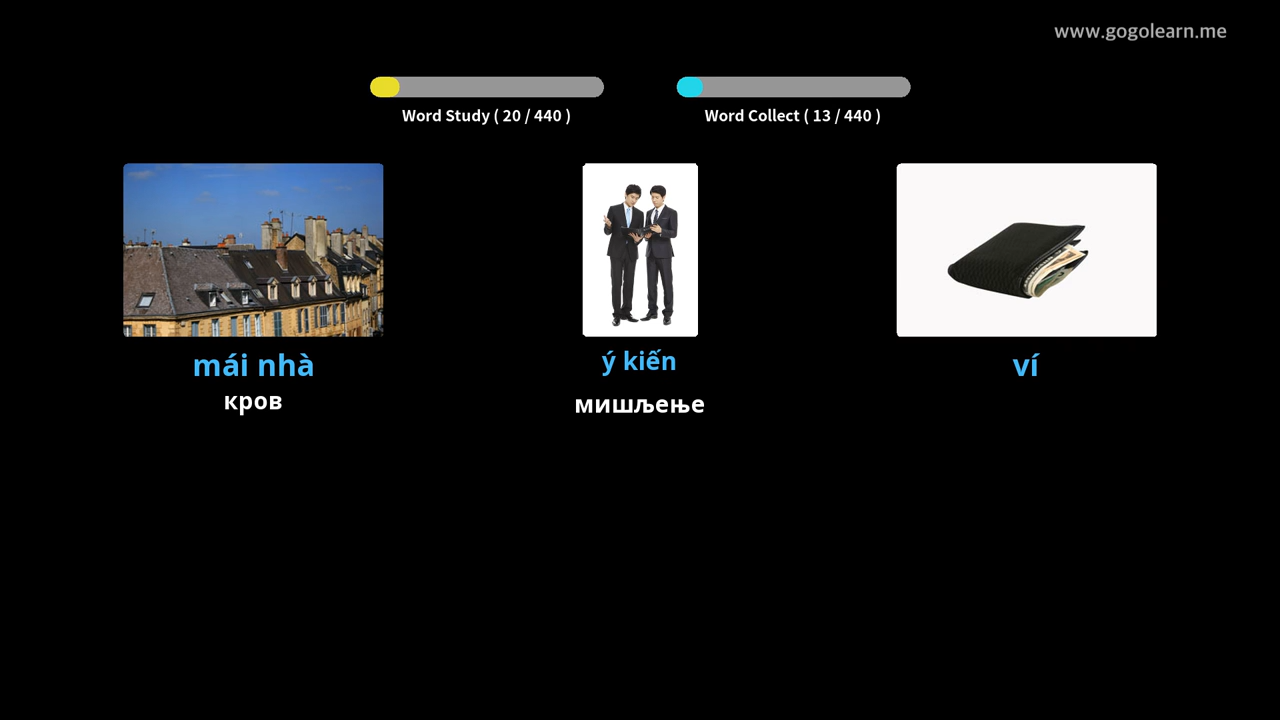 www.gogolearn.me
Word Study ( 20 / 440 )
Word Collect ( 13 / 440 )
mái nhà
кров
ý kiến
мишљење
ví